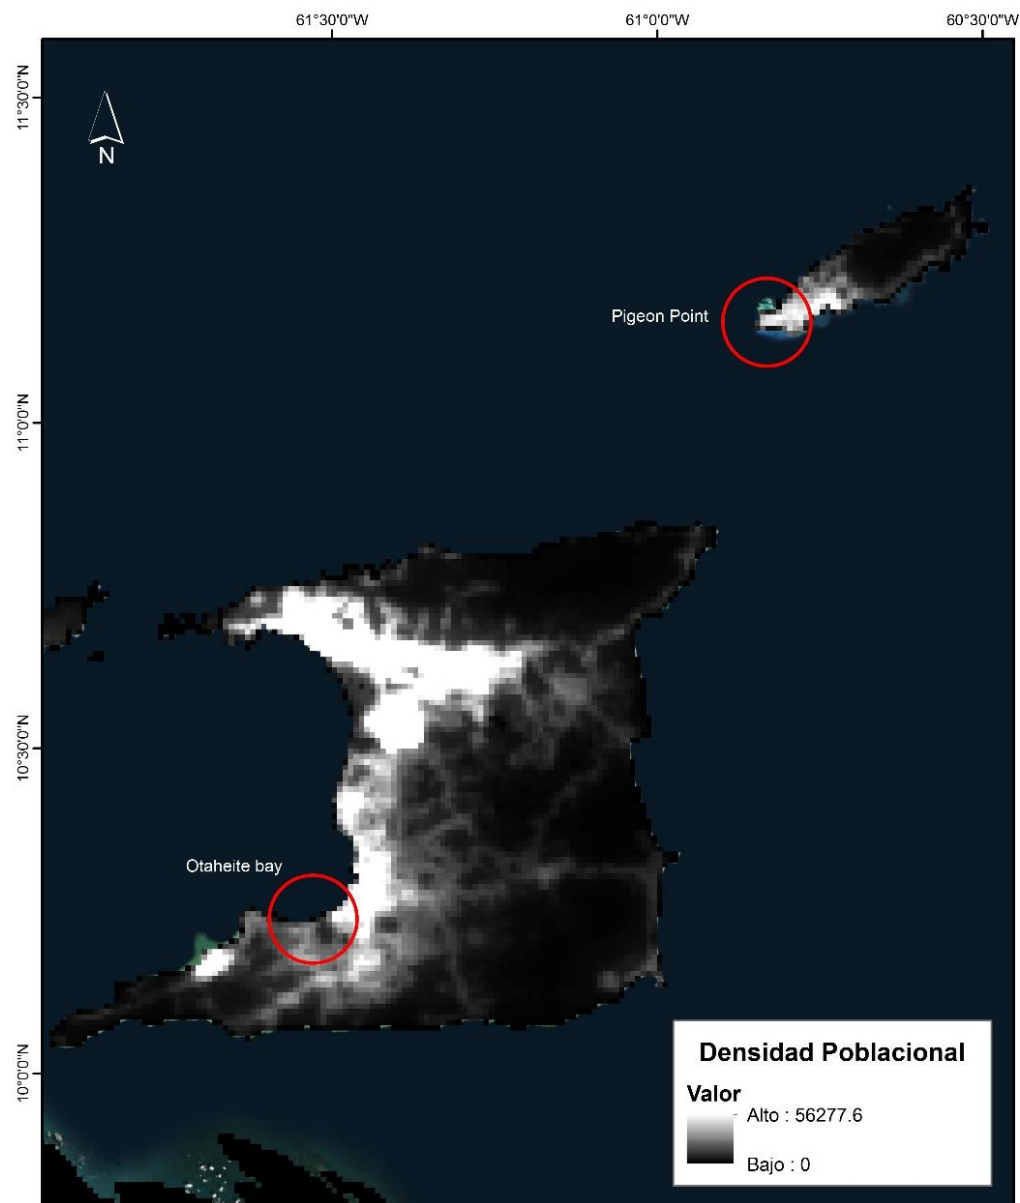 61°30'0"W
61°0'0"W
60°30'0"W
11°30'0"N
N
Pigeon Point
11°0'0"N
10°30'0"N
Otaheite bay
10°0'0"N
Densidad Poblacional
Valor
Alto : 56277.6
Bajo : 0